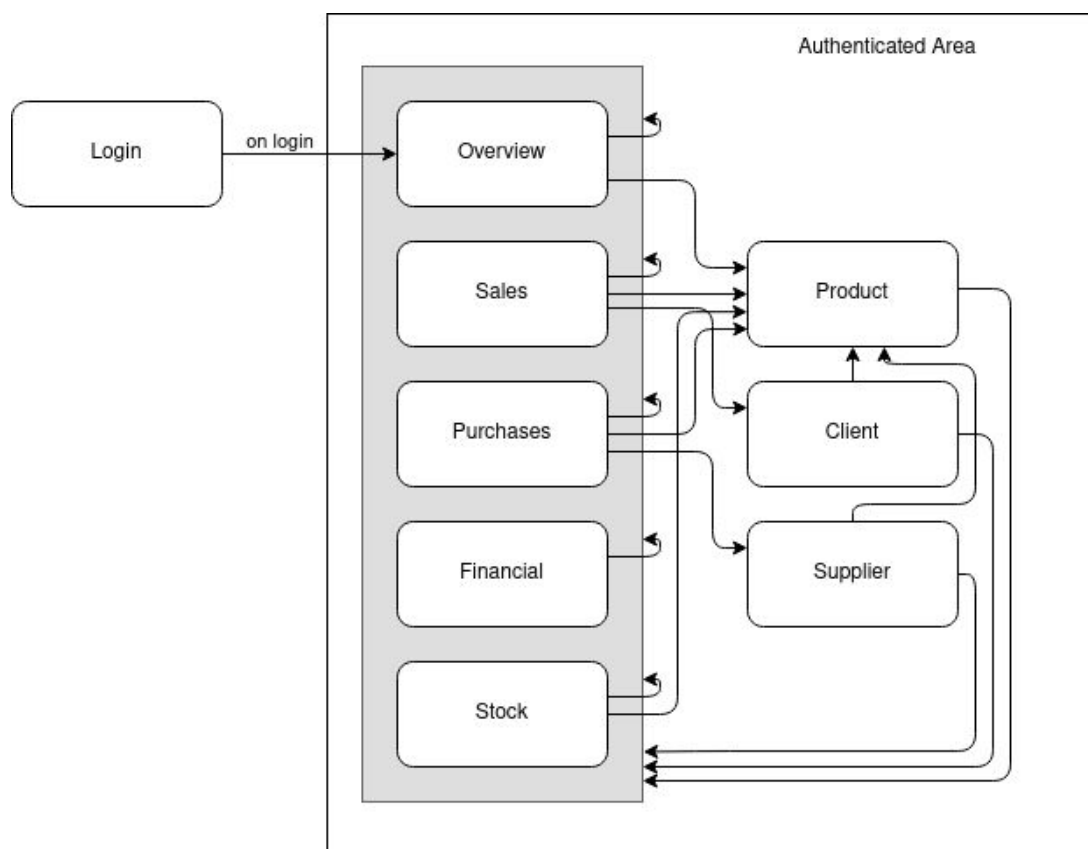 Authenticated Area
Login
on login
Overview
Sales
Product
Purchases
Client
Financial
Supplier
Stock